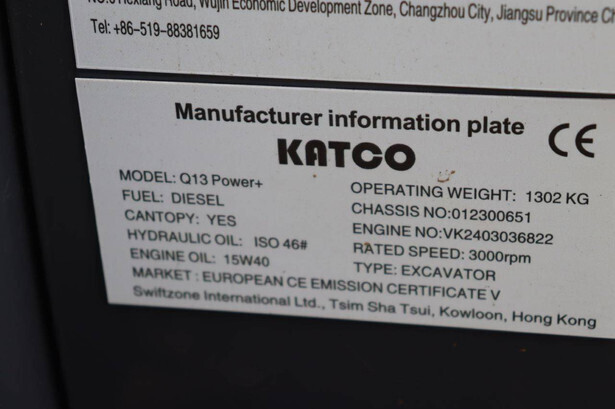 Road, Wujin Economic Development Zone, Changzhou City, Jiangsu Province
Tel: +86-519-88381659
Manufacturer information plate
CE
KATCO
MODEL: Q13 Power+
FUEL: DIESEL
CANTOPY: YES
HYDRAULIC OIL: ISO 46#
ENGINE OIL: 15W40
OPERATING WEIGHT: 1302 KG
CHASSIS NO:012300651
ENGINE NO:VK2403036822
RATED SPEED: 3000rpm
TYPE: EXCAVATOR
MARKET : EUROPEAN CE EMISSION CERTIFICATE V
Swiftzone International Ltd., Tsim Sha Tsui, Kowloon, Hong Kong